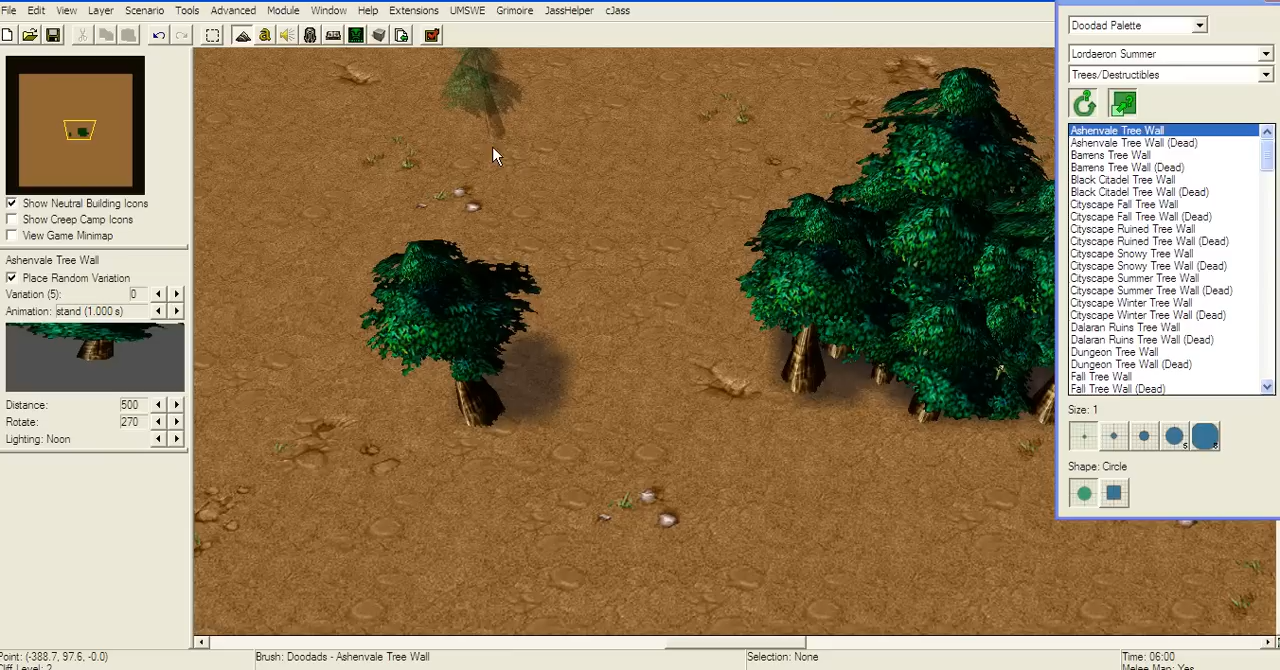 File Edit View Layer Scenario Tools Advanced Module Window Help Extensions UMSWE Grimoire JassHelper cJass
Show Neutral Building Icons
Show Creep Camp Icons
View Game Minimap
Ashenvale Tree Wall
Place Random Variation
Variation (5): 0
Animation: stand (1.000 s)
Distance: 500
Rotate: 270
Lighting: Noon
Doodad Palette
Lordaeron Summer
Trees/Destructibles
Ashenvale Tree Wall
Ashenvale Tree Wall (Dead)
Barrens Tree Wall
Barrens Tree Wall (Dead)
Black Citadel Tree Wall
Black Citadel Tree Wall (Dead)
Cityscape Fall Tree Wall
Cityscape Fall Tree Wall (Dead)
Cityscape Ruined Tree Wall
Cityscape Ruined Tree Wall (Dead)
Cityscape Snowy Tree Wall
Cityscape Snowy Tree Wall (Dead)
Cityscape Summer Tree Wall
Cityscape Summer Tree Wall (Dead)
Cityscape Winter Tree Wall
Cityscape Winter Tree Wall (Dead)
Dalaran Ruins Tree Wall
Dalaran Ruins Tree Wall (Dead)
Dungeon Tree Wall
Dungeon Tree Wall (Dead)
Fall Tree Wall
Fall Tree Wall (Dead)
Size: 1
5 8
Shape: Circle
Point: (-388.7, 97.6, -0.0) Brush: Doodads - Ashenvale Tree Wall Selection: None Time: 06:00
Cliff Level: 2 Melee Map: Yes